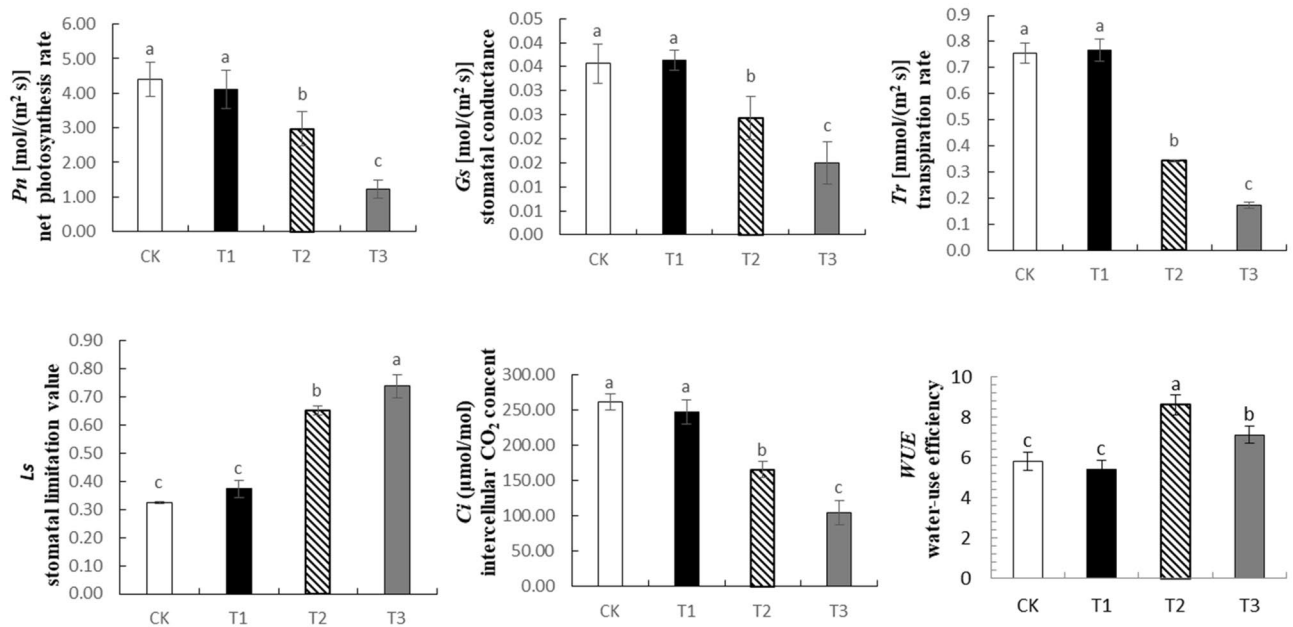 Pn [mol/(m² s)]
net photosynthesis rate
6.00
5.00
4.00
3.00
2.00
1.00
0.00
a
a
b
c
CK T1 T2 T3
Gs [mol/(m² s)]
stomatal conductance
0.04
0.04
0.03
0.03
0.02
0.02
0.01
0.01
0.00
a
a
b
c
CK T1 T2 T3
Tr [mmol/(m² s)]
transpiration rate
0.9
0.8
0.7
0.6
0.5
0.4
0.3
0.2
0.1
0.0
a
a
b
c
CK T1 T2 T3
Ls
stomatal limitation value
0.90
0.80
0.70
0.60
0.50
0.40
0.30
0.20
0.10
0.00
c
c
b
a
CK T1 T2 T3
Ci (µmol/mol)
intercellular CO₂ concent
300.00
250.00
200.00
150.00
100.00
50.00
0.00
a
a
b
c
CK T1 T2 T3
WUE
water-use efficiency
10
8
6
4
2
0
c
c
a
b
CK T1 T2 T3